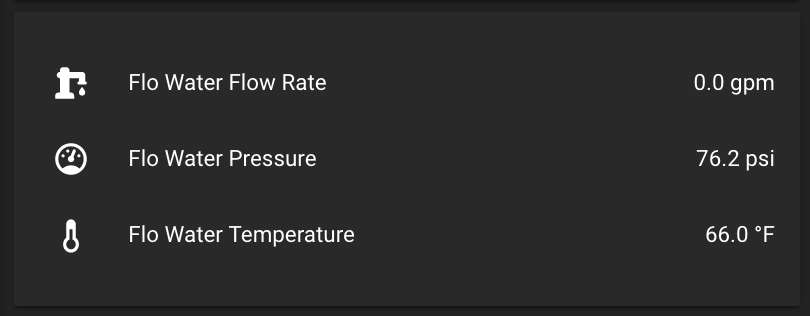 Flo Water Flow Rate 0.0 gpm
Flo Water Pressure 76.2 psi
Flo Water Temperature 66.0 °F